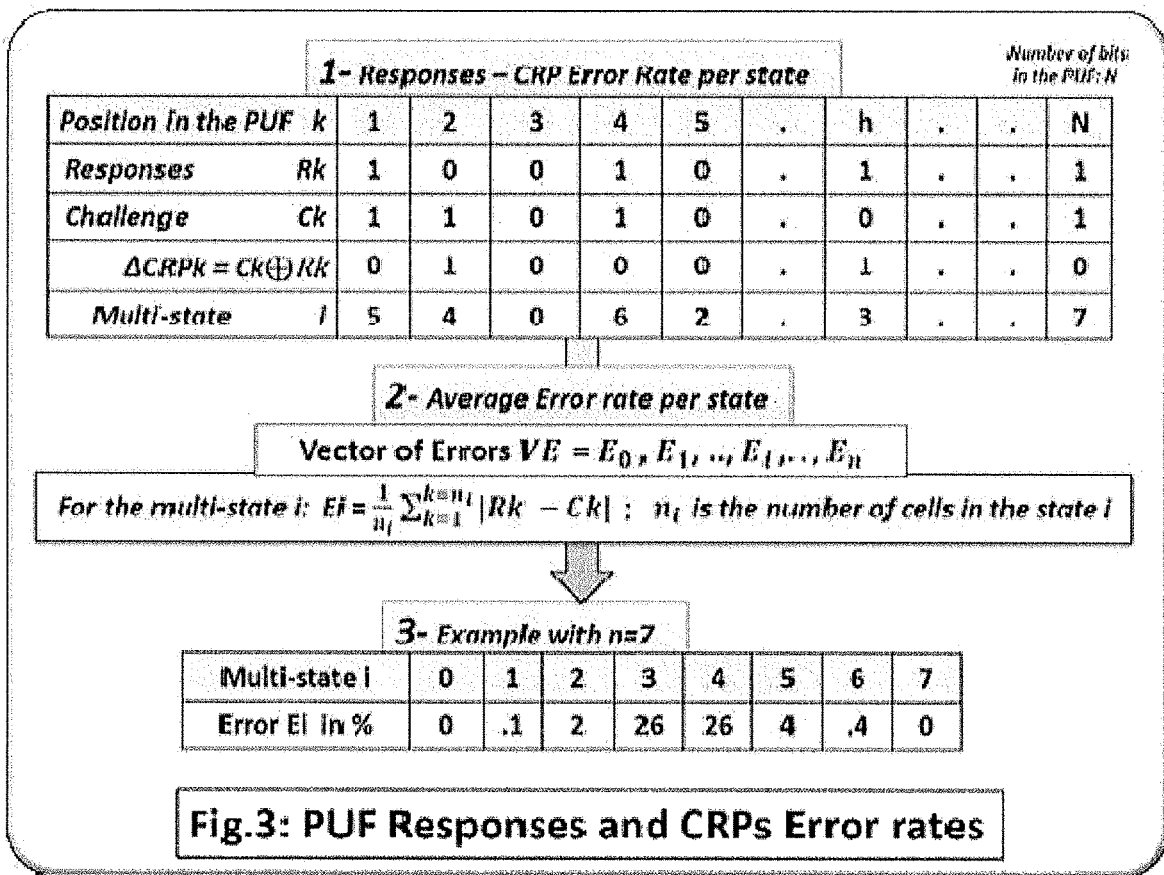 1- Responses – CRP Error Rate per state
Number of bits
in the PUF: N
Position in the PUF k 1 2 3 4 5 . h . . N
Responses Rk 1 0 0 1 0 . 1 . . 1
Challenge Ck 1 1 0 1 0 . 0 . . 1
ΔCRPk = Ck⊕Rk 0 1 0 0 0 . 1 . . 0
Multi-state i 5 4 0 6 2 . 3 . . 7
2- Average Error rate per state
Vector of Errors VE = E₀, E₁, .., Eᵢ, .., Eₙ
For the multi-state i: Ei = 1/nᵢ ∑_{k=1}^{k=nᵢ} |Rk − Ck| ; nᵢ is the number of cells in the state i
3- Example with n=7
Multi-state i 0 1 2 3 4 5 6 7
Error Ei in % 0 .1 2 26 26 4 .4 0
Fig.3: PUF Responses and CRPs Error rates